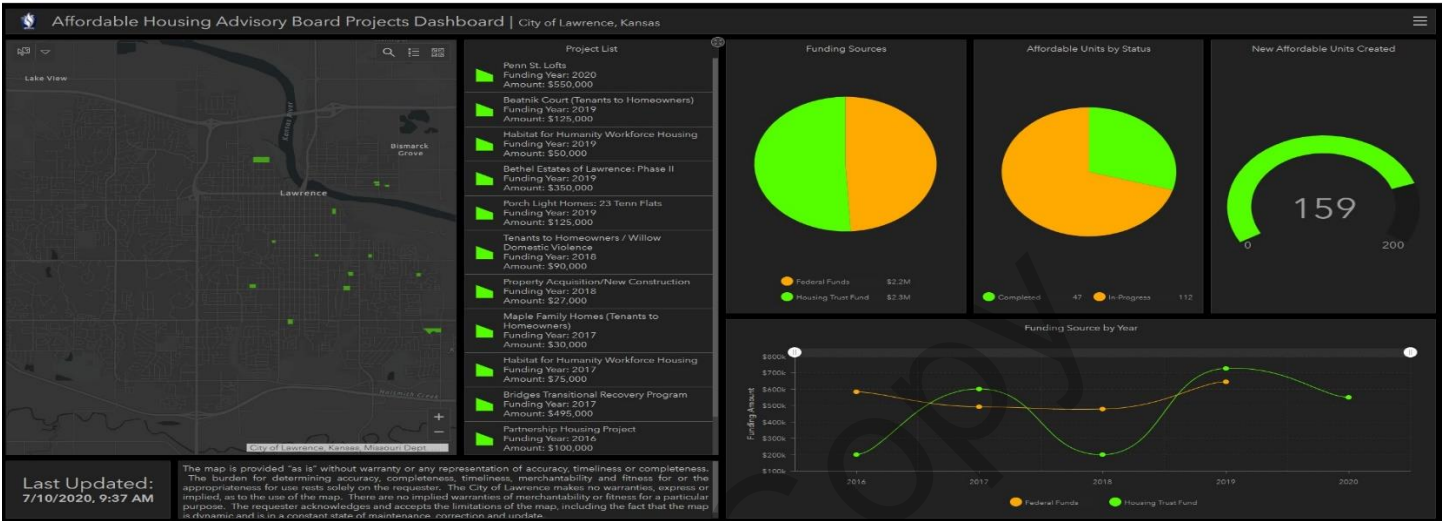 Affordable Housing Advisory Board Projects Dashboard | City of Lawrence, Kansas
Lake View
Kansas River
Bismarck
Grove
Lawrence
City of Lawrence, Kansas, Missouri Dept.
Project List
Penn St. Lofts
Funding Year: 2020
Amount: $550,000
Beatnik Court (Tenants to Homeowners)
Funding Year: 2019
Amount: $125,000
Habitat for Humanity Workforce Housing
Funding Year: 2019
Amount: $50,000
Bethel Estates of Lawrence: Phase II
Funding Year: 2019
Amount: $350,000
Porch Light Homes: 23 Tenn Flats
Funding Year: 2019
Amount: $125,000
Tenants to Homeowners / Willow
Domestic Violence
Funding Year: 2018
Amount: $90,000
Property Acquisition/New Construction
Funding Year: 2018
Amount: $27,000
Maple Family Homes (Tenants to
Homeowners)
Funding Year: 2017
Amount: $30,000
Habitat for Humanity Workforce Housing
Funding Year: 2017
Amount: $75,000
Bridges Transitional Recovery Program
Funding Year: 2017
Amount: $495,000
Partnership Housing Project
Funding Year: 2016
Amount: $100,000
Funding Sources
Federal Funds $2.2M
Housing Trust Fund $2.3M
Affordable Units by Status
Completed 47 In-Progress 112
New Affordable Units Created
159
0 200
Funding Source by Year
Funding Amount
$800k
$700k
$600k
$500k
$400k
$300k
$200k
$100k
2016 2017 2018 2019 2020
Federal Funds Housing Trust Fund
Last Updated:
7/10/2020, 9:37 AM
The map is provided "as is" without warranty or any representation of accuracy, timeliness or completeness.
The burden for determining accuracy, completeness, timeliness, merchantability and fitness for or the
appropriateness for use rests solely on the requester. The City of Lawrence makes no warranties, express or
implied, as to the use of the map. There are no implied warranties of merchantability or fitness for a particular
purpose. The requester acknowledges and accepts the limitations of the map, including the fact that the map
is dynamic and is in a constant state of maintenance, correction and update.
Copy